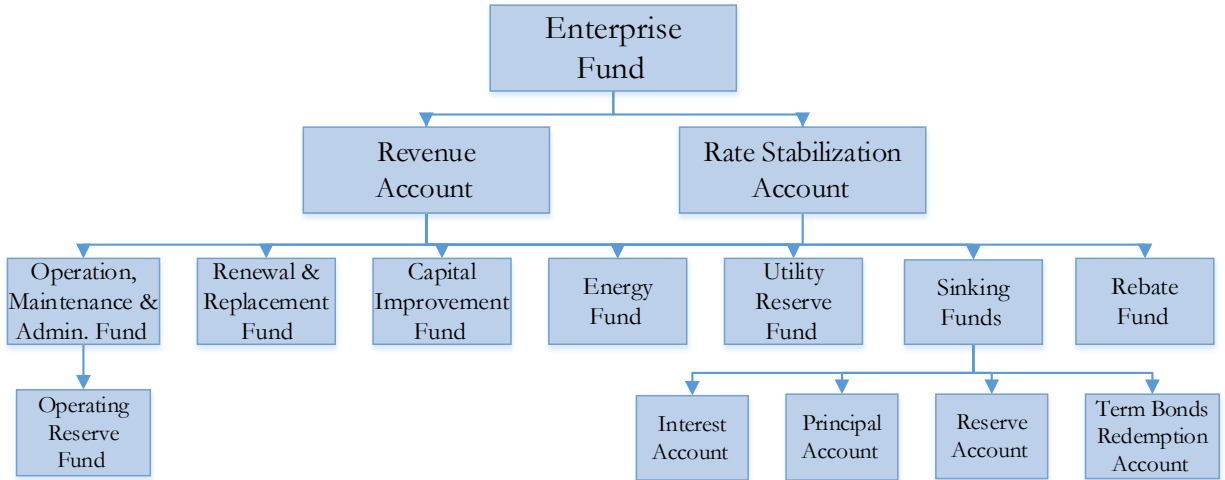 Enterprise
Fund
Revenue
Account
Rate Stabilization
Account
Operation,
Maintenance &
Admin. Fund
Renewal &
Replacement
Fund
Capital
Improvement
Fund
Energy
Fund
Utility
Reserve
Fund
Sinking
Funds
Rebate
Fund
Operating
Reserve
Fund
Interest
Account
Principal
Account
Reserve
Account
Term Bonds
Redemption
Account